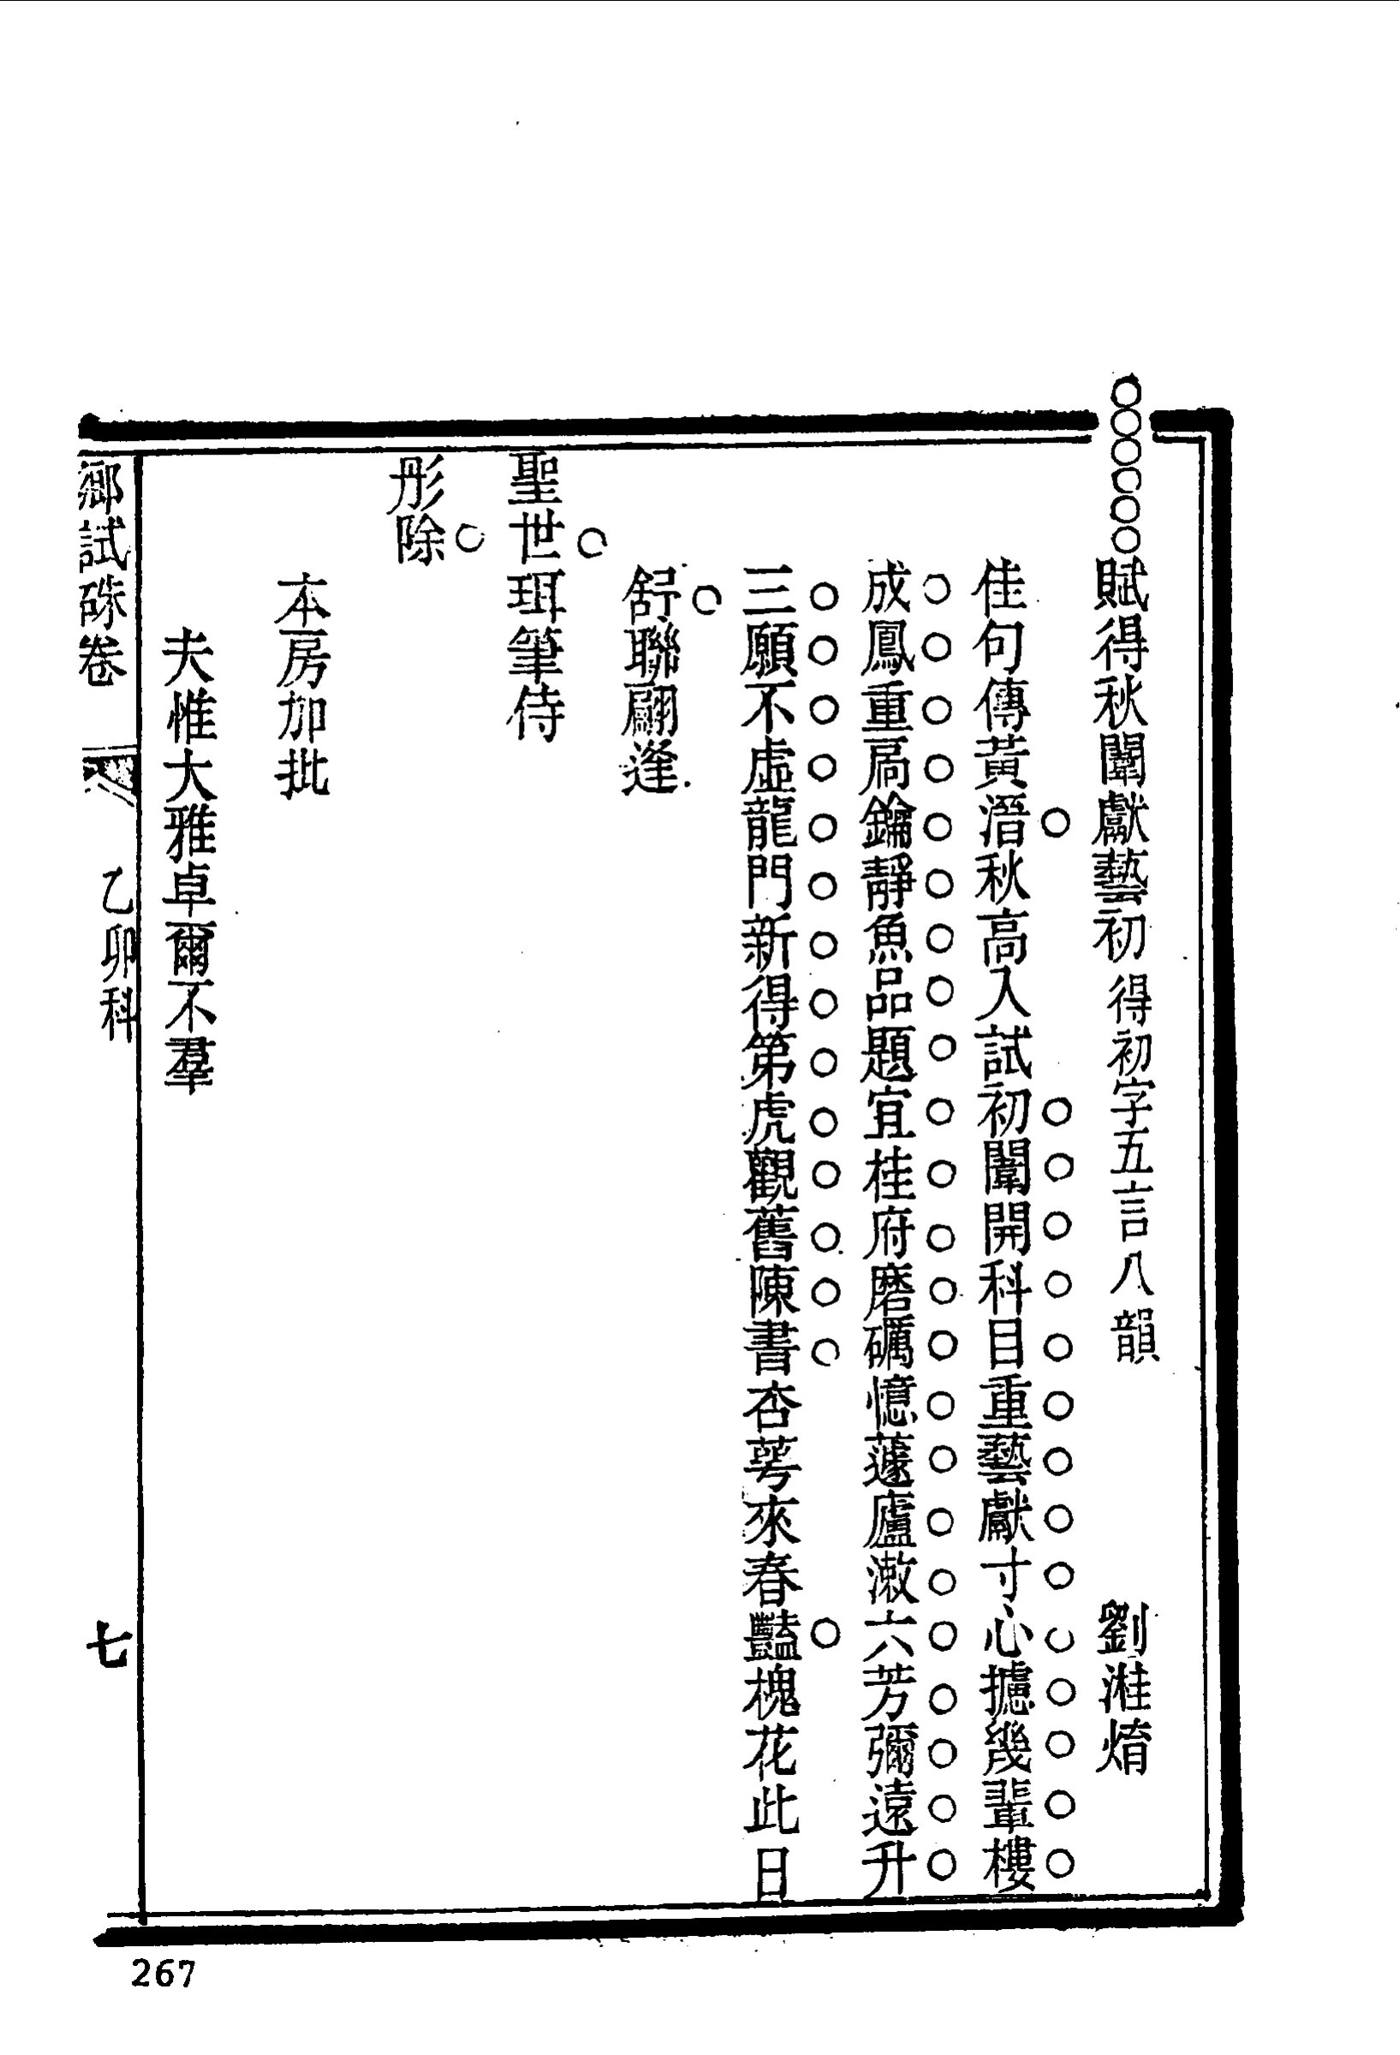 賦得秋闈獻藝初 得初字五言八韻 劉湴焴
佳句傳黃滔秋高入試初闈開科目重藝獻寸心攄幾輩樓
成鳳重扃鑰靜魚品題宜桂府磨礪憶蘧廬漱六芳彌遠升
三願不虛龍門新得第虎觀舊陳書杏萼來春豔槐花此日
舒聯翩逢
聖世珥筆侍
彤除
本房加批
夫惟大雅卓爾不羣
鄉試硃卷 乙卯科 七
267